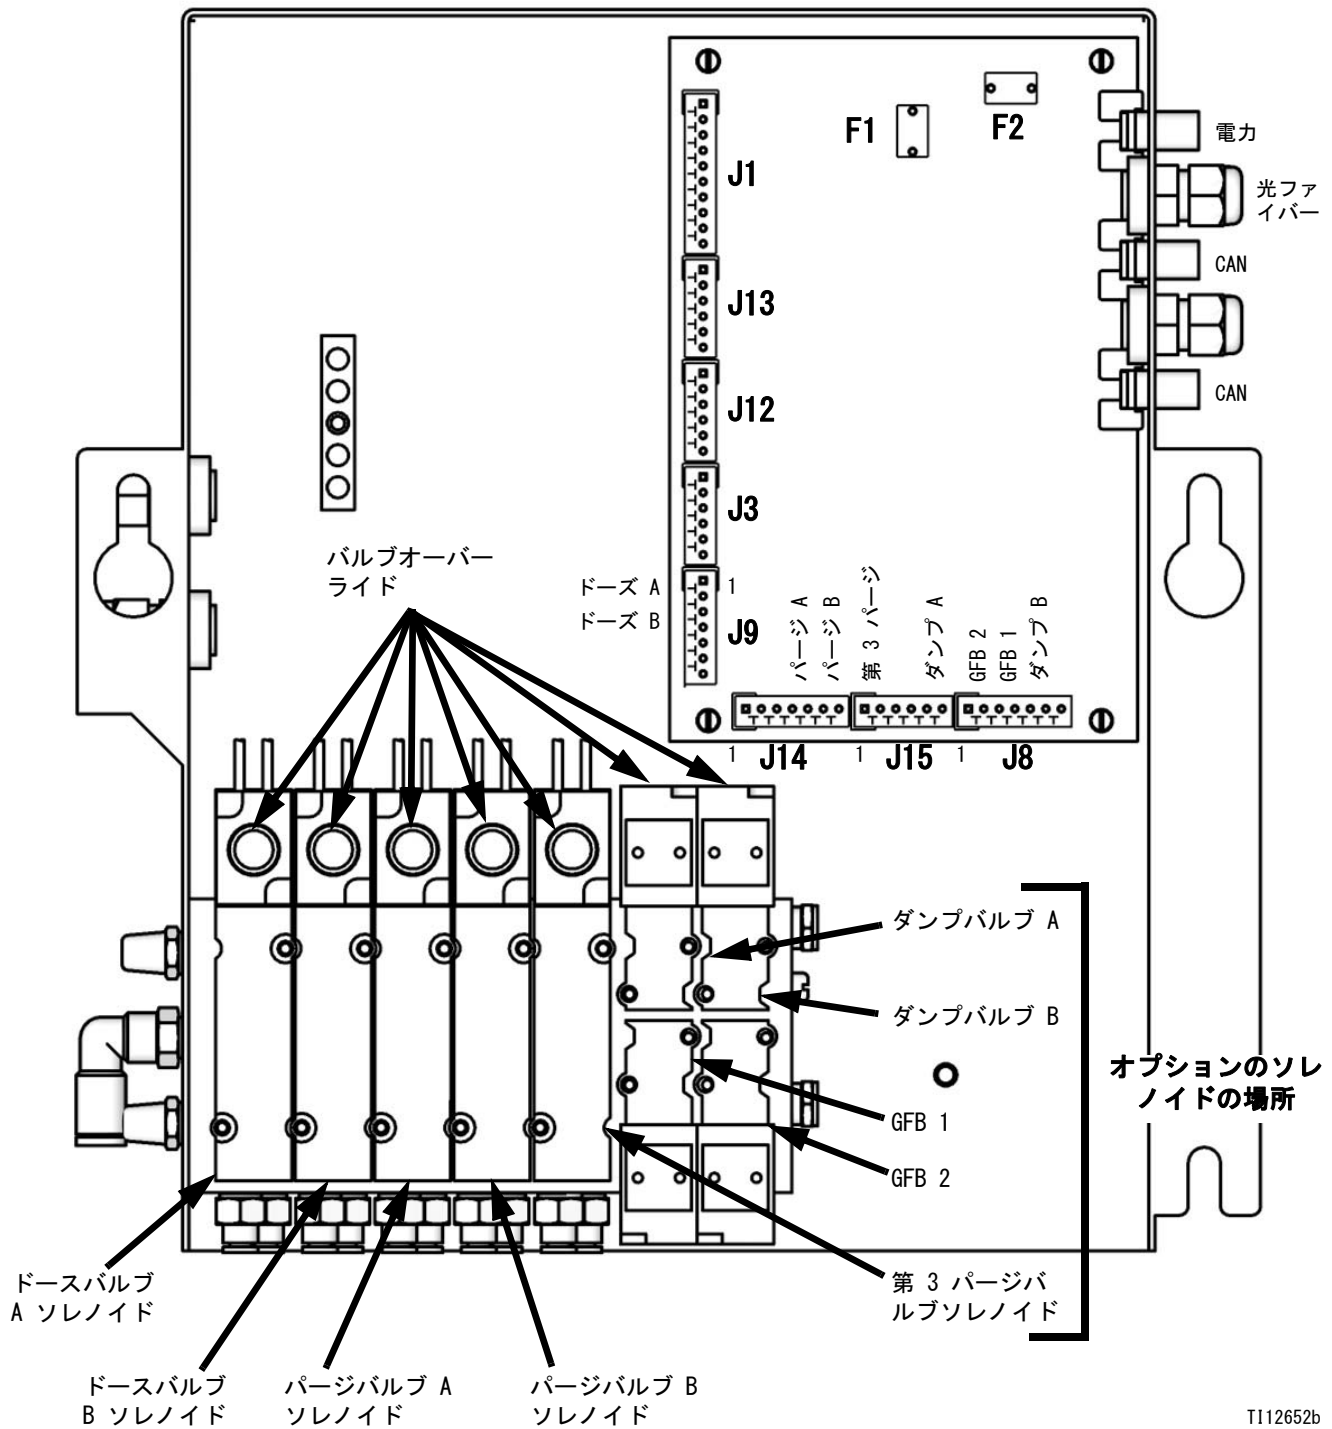 F1
F2
電力
J1
光ファ
イバー
CAN
J13
CAN
J12
J3
バルブオーバー
ライド
ドーズ A
1
ドーズ B
J9
パージ A
パージ B
第 3 パージ
ダンプ A
GFB 2
GFB 1
ダンプ B
1
J14
1
J15
1
J8
ダンプバルブ A
ダンプバルブ B
オプションのソレ
ノイドの場所
GFB 1
GFB 2
第 3 パージバ
ルブソレノイド
ドースバルブ
A ソレノイド
ドースバルブ
B ソレノイド
パージバルブ A
ソレノイド
パージバルブ B
ソレノイド
TI12652b